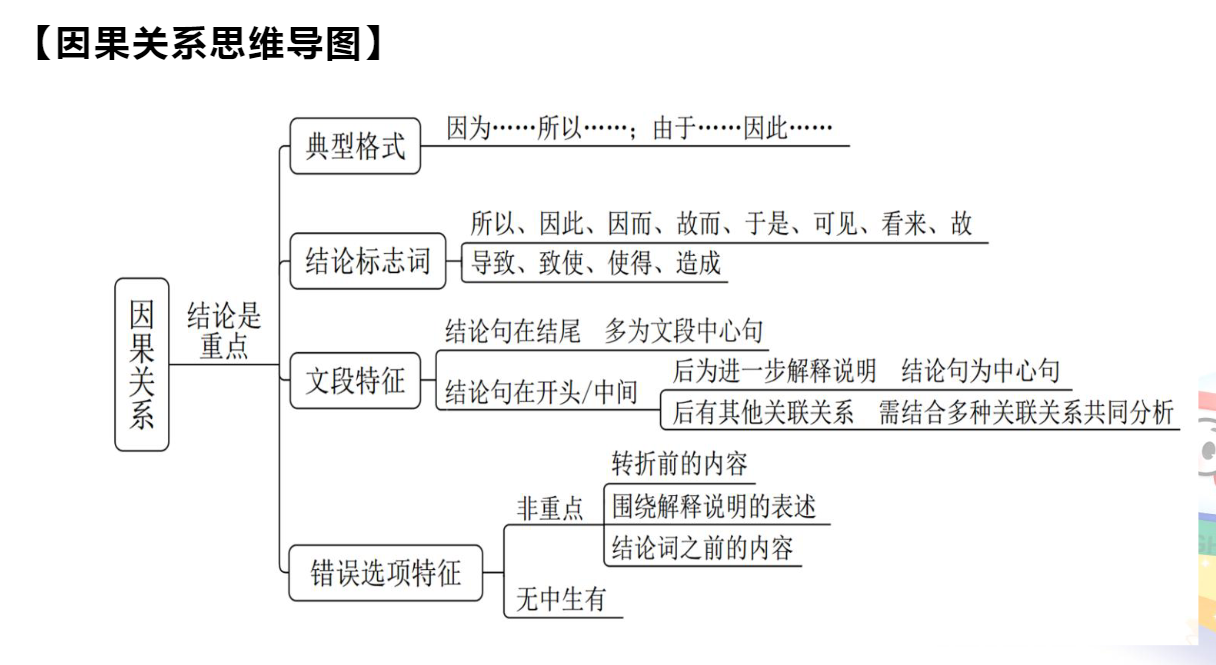 【因果关系思维导图】
因果关系
结论是
重点
典型格式
因为……所以……；由于……因此……
结论标志词
所以、因此、因而、故而、于是、可见、看来、故
导致、致使、使得、造成
文段特征
结论句在结尾 多为文段中心句
结论句在开头/中间
后为进一步解释说明 结论句为中心句
后有其他关联关系 需结合多种关联关系共同分析
错误选项特征
非重点
转折前的内容
围绕解释说明的表述
结论词之前的内容
无中生有